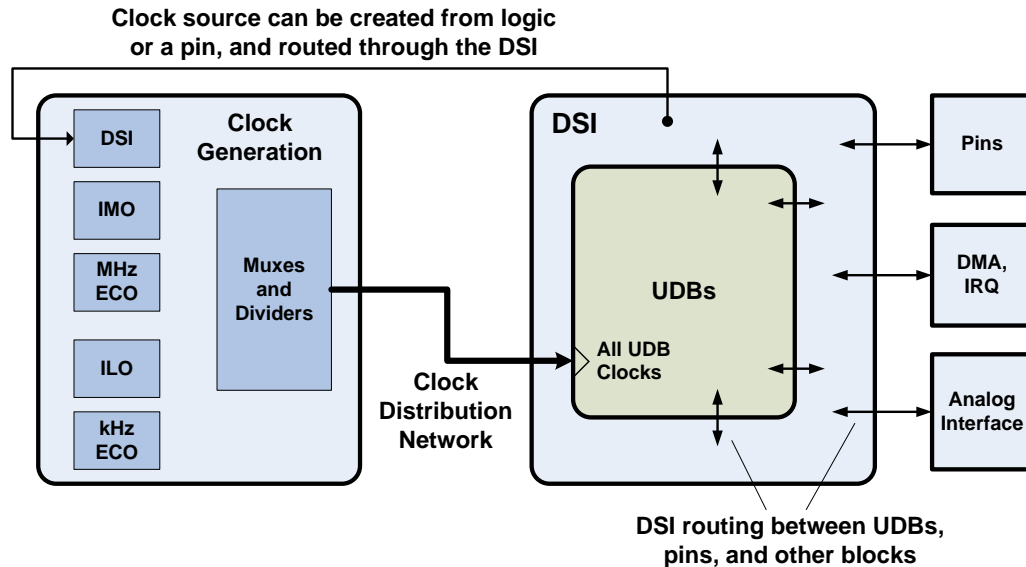 Clock source can be created from logic
or a pin, and routed through the DSI
DSI
Clock
Generation
IMO
MHz
ECO
ILO
kHz
ECO
Muxes
and
Dividers
Clock
Distribution
Network
DSI
UDBs
All UDB
Clocks
Pins
DMA,
IRQ
Analog
Interface
DSI routing between UDBs,
pins, and other blocks